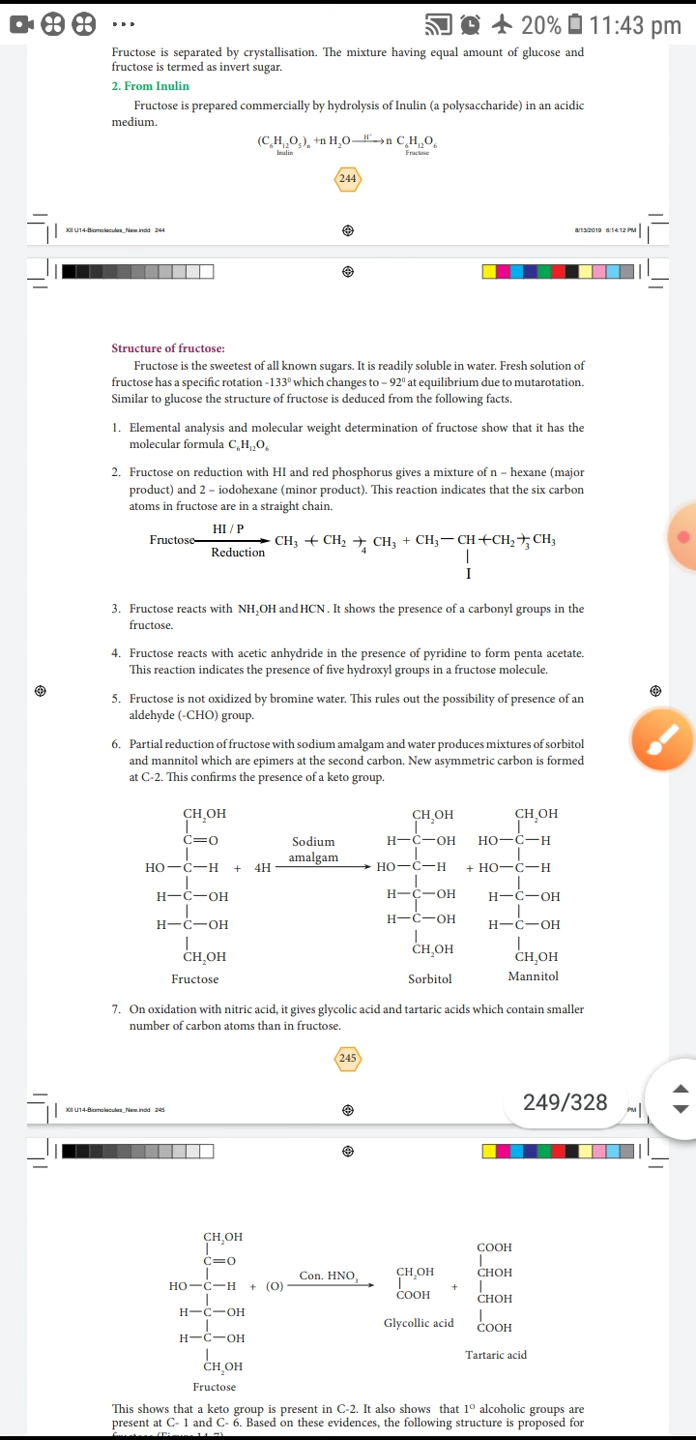 20% 11:43 pm
Fructose is separated by crystallisation. The mixture having equal amount of glucose and
fructose is termed as invert sugar.
2. From Inulin
Fructose is prepared commercially by hydrolysis of Inulin (a polysaccharide) in an acidic
medium.
(C₆H₁₂O₅)ₙ +n H₂O —H⁺→ n C₆H₁₂O₆
Inulin Fructose
244
XII U14-Biomolecules_New.indd 244 8/13/2019 6:14:12 PM
Structure of fructose:
Fructose is the sweetest of all known sugars. It is readily soluble in water. Fresh solution of
fructose has a specific rotation -133⁰ which changes to – 92⁰ at equilibrium due to mutarotation.
Similar to glucose the structure of fructose is deduced from the following facts.
1. Elemental analysis and molecular weight determination of fructose show that it has the
molecular formula C₆H₁₂O₆
2. Fructose on reduction with HI and red phosphorus gives a mixture of n – hexane (major
product) and 2 – iodohexane (minor product). This reaction indicates that the six carbon
atoms in fructose are in a straight chain.
HI / P
Fructose → CH₃ ( CH₂ )₄ CH₃ + CH₃— CH ( CH₂ )₃ CH₃
Reduction
I
3. Fructose reacts with NH₂OH and HCN . It shows the presence of a carbonyl groups in the
fructose.
4. Fructose reacts with acetic anhydride in the presence of pyridine to form penta acetate.
This reaction indicates the presence of five hydroxyl groups in a fructose molecule.
5. Fructose is not oxidized by bromine water. This rules out the possibility of presence of an
aldehyde (-CHO) group.
6. Partial reduction of fructose with sodium amalgam and water produces mixtures of sorbitol
and mannitol which are epimers at the second carbon. New asymmetric carbon is formed
at C-2. This confirms the presence of a keto group.
CH₂OH CH₂OH CH₂OH
C=O Sodium H—C—OH HO—C—H
HO—C—H + 4H amalgam → HO—C—H + HO—C—H
H—C—OH H—C—OH H—C—OH
H—C—OH H—C—OH H—C—OH
CH₂OH CH₂OH CH₂OH
Fructose Sorbitol Mannitol
7. On oxidation with nitric acid, it gives glycolic acid and tartaric acids which contain smaller
number of carbon atoms than in fructose.
245
249/328
XII U14-Biomolecules_New.indd 245 PM
CH₂OH COOH
C=O Con. HNO₃ CH₂OH CHOH
HO—C—H + (O) → COOH + CHOH
H—C—OH Glycollic acid COOH
H—C—OH Tartaric acid
CH₂OH
Fructose
This shows that a keto group is present in C-2. It also shows that 1⁰ alcoholic groups are
present at C- 1 and C- 6. Based on these evidences, the following structure is proposed for